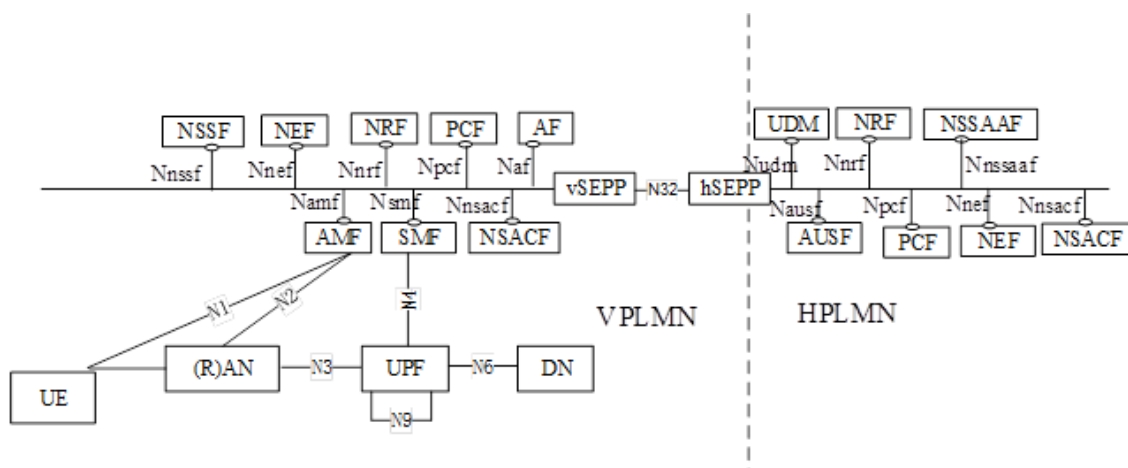 NSSF NEF NRF PCF AF UDM NRF NSSAAF
Nnssf Nnef Nnrf Npcf Naf Nudm Nnrf Nnssaaf
vSEPP N32 hSEPP
Namf Nsmf Nnsacf Nausf Npcf Nnef Nnsacf
AMF SMF NSACF AUSF PCF NEF NSACF
N1 N2 N4 VPLMN HPLMN
UE (R)AN N3 UPF N6 DN
N9